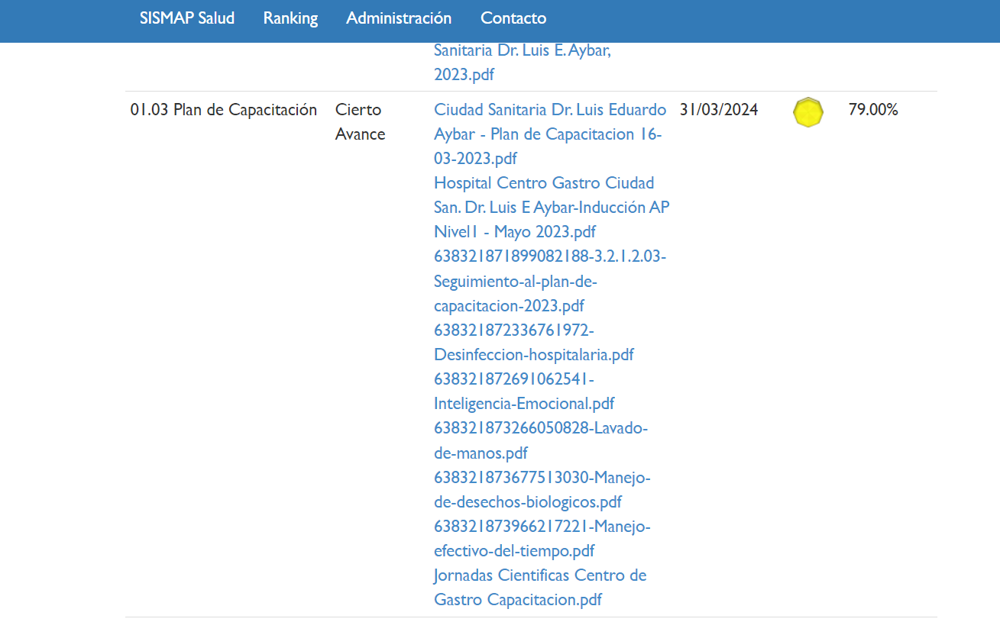 SISMAP Salud Ranking Administración Contacto
Sanitaria Dr. Luis E. Aybar,
2023.pdf
01.03 Plan de Capacitación Cierto Ciudad Sanitaria Dr. Luis Eduardo 31/03/2024 79.00%
Avance Aybar - Plan de Capacitacion 16-
03-2023.pdf
Hospital Centro Gastro Ciudad
San. Dr. Luis E Aybar-Inducción AP
Nivel1 - Mayo 2023.pdf
638321871899082188-3.2.1.2.03-
Seguimiento-al-plan-de-
capacitacion-2023.pdf
638321872336761972-
Desinfeccion-hospitalaria.pdf
638321872691062541-
Inteligencia-Emocional.pdf
638321873266050828-Lavado-
de-manos.pdf
638321873677513030-Manejo-
de-desechos-biologicos.pdf
638321873966217221-Manejo-
efectivo-del-tiempo.pdf
Jornadas Cientificas Centro de
Gastro Capacitacion.pdf